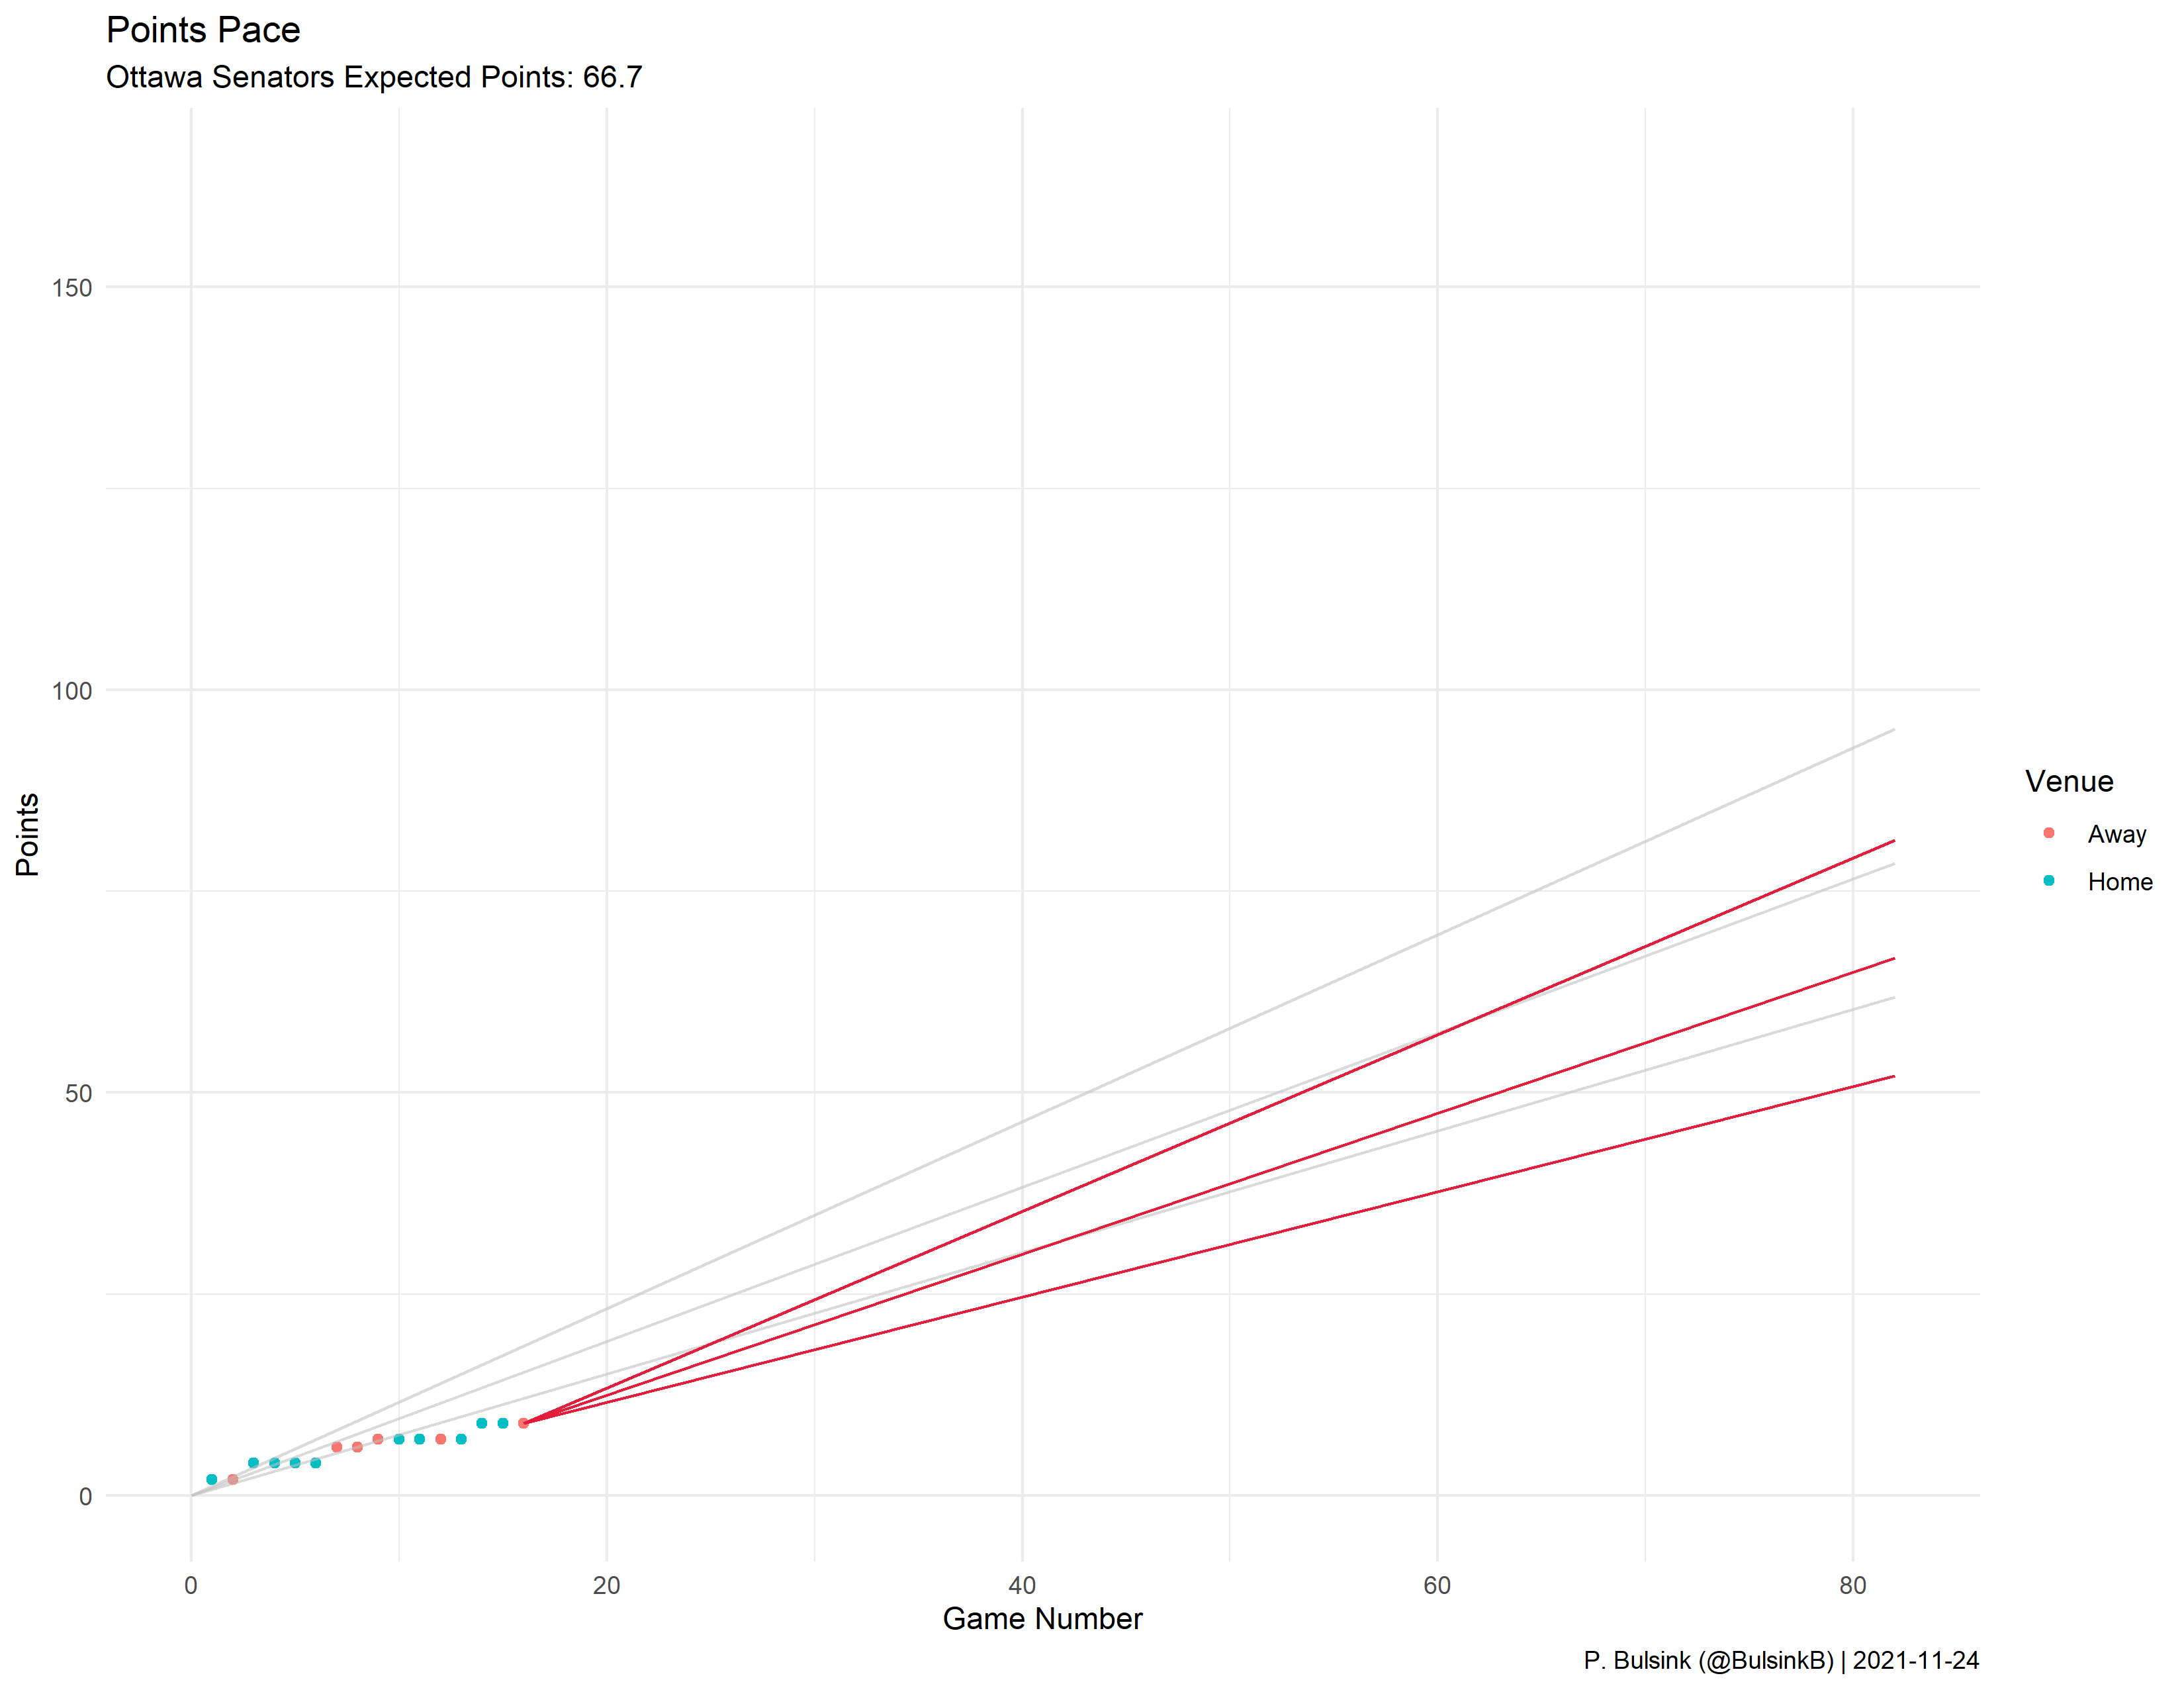 Points Pace
Ottawa Senators Expected Points: 66.7
150
100
50
0
Points
0 20 40 60 80
Game Number
Venue
Away
Home
P. Bulsink (@BulsinkB) | 2021-11-24